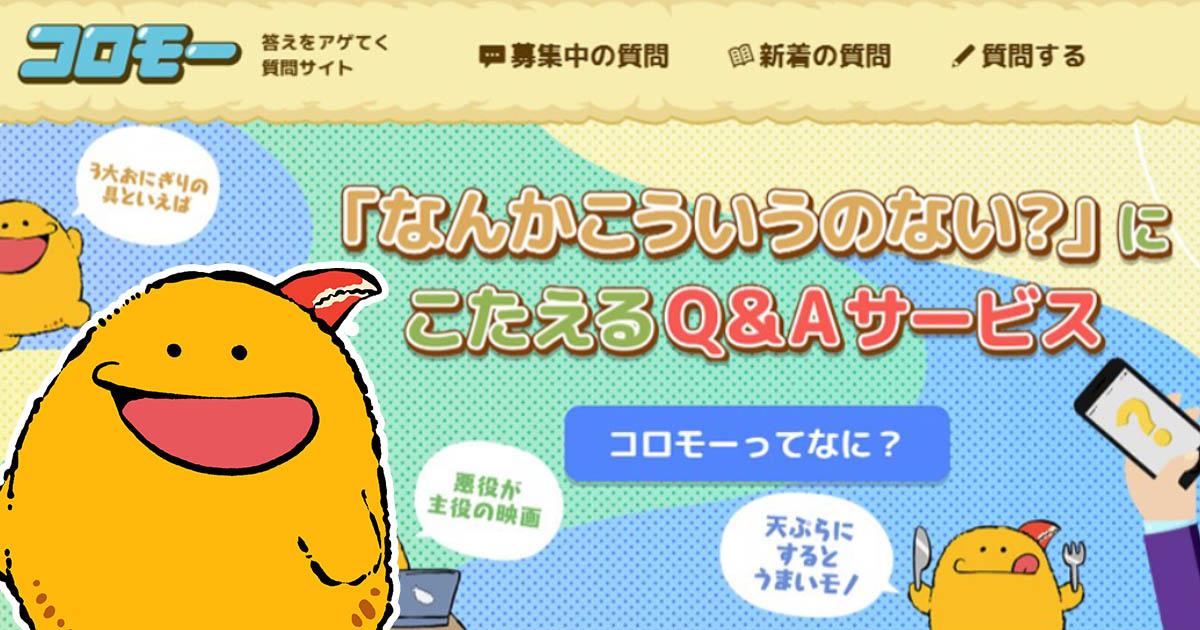 コロモー
答えをアゲてく
質問サイト
募集中の質問
新着の質問
質問する
3大おにぎりの
具といえば
「なんかこういうのない?」に
こたえるQ&Aサービス
コロモーってなに？
悪役が
主役の映画
天ぷらに
すると
うまいモノ
?